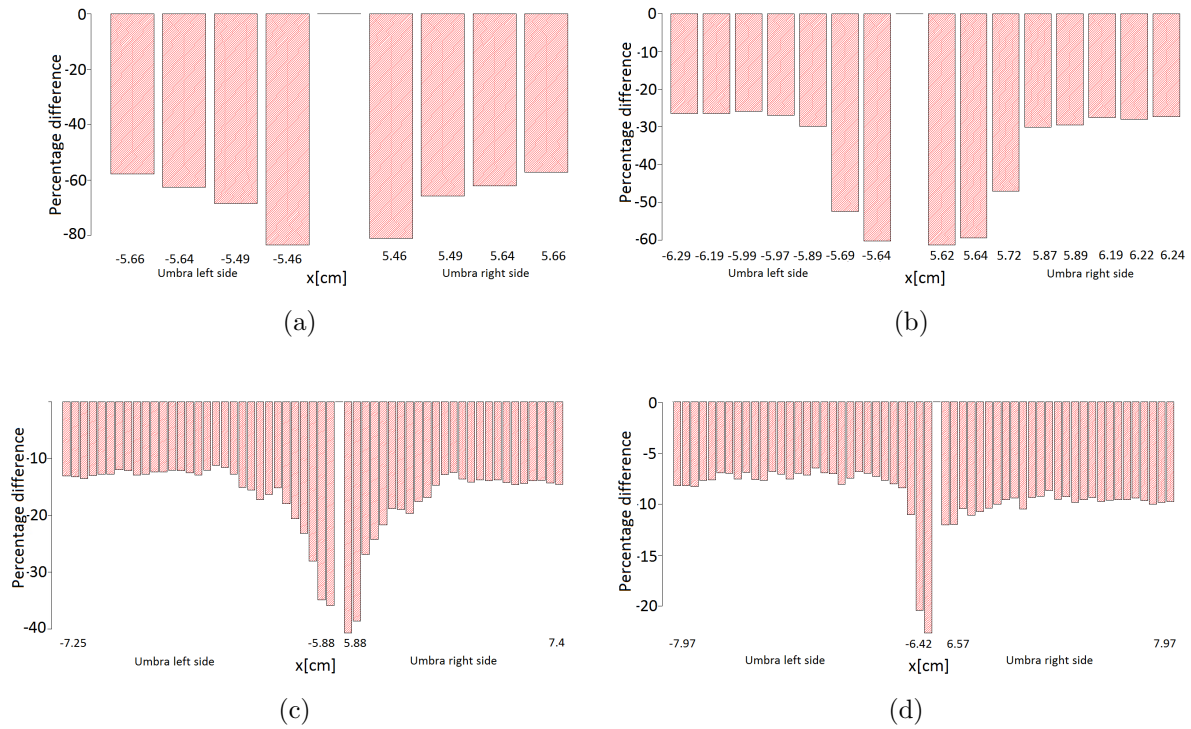 0
-20
-40
-60
-80
Percentage difference
-5.66 -5.64 -5.49 -5.46 5.46 5.49 5.64 5.66
Umbra left side Umbra right side
x[cm]
(a)
0
-10
-20
-30
-40
-50
-60
Percentage difference
-6.29 -6.19 -5.99 -5.97 -5.89 -5.69 -5.64 5.62 5.64 5.72 5.87 5.89 6.19 6.22 6.24
Umbra left side Umbra right side
x[cm]
(b)
-10
-20
-30
-40
Percentage difference
-7.25 -5.88 5.88 7.4
Umbra left side Umbra right side
x[cm]
(c)
0
-5
-10
-15
-20
Percentage difference
-7.97 -6.42 6.57 7.97
Umbra left side Umbra right side
x[cm]
(d)